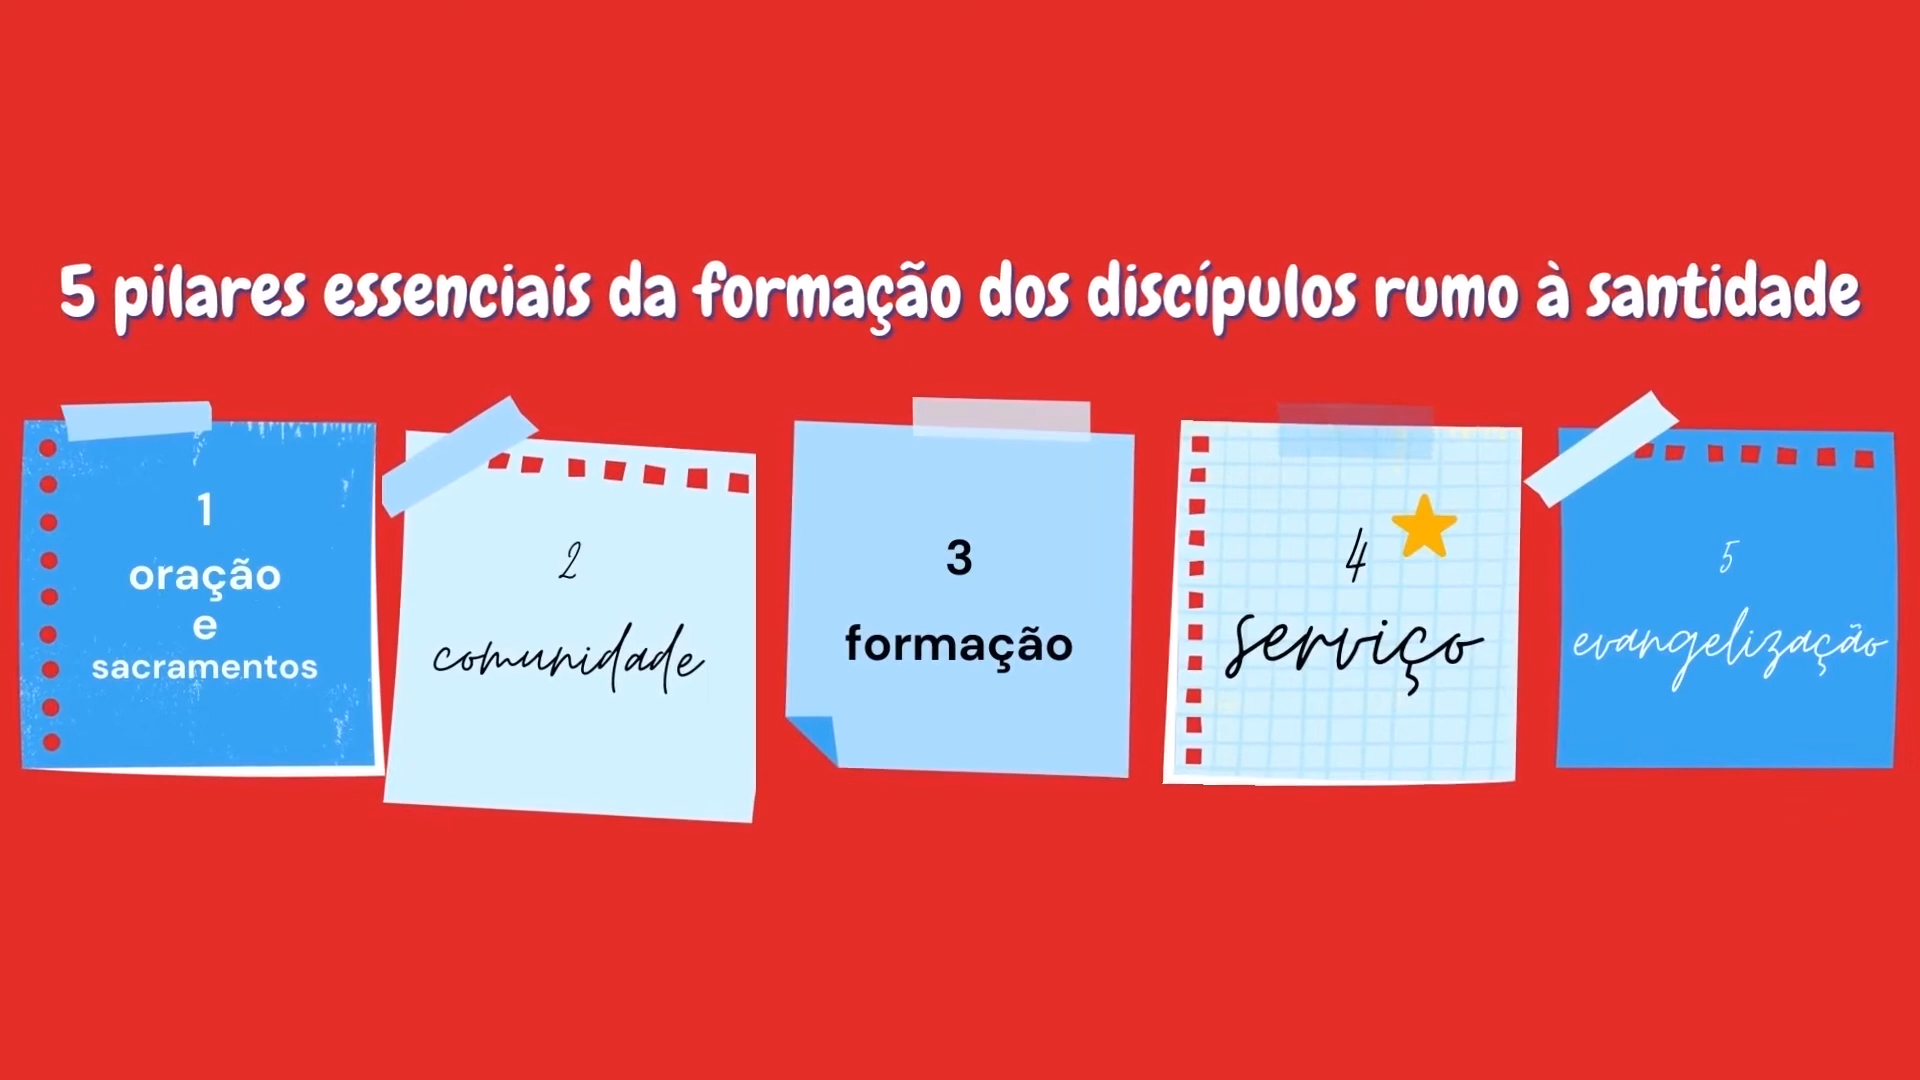 5 pilares essenciais da formação dos discípulos rumo à santidade
1
oração
e
sacramentos
2
comunidade
3
formação
4
serviço
5
evangelização